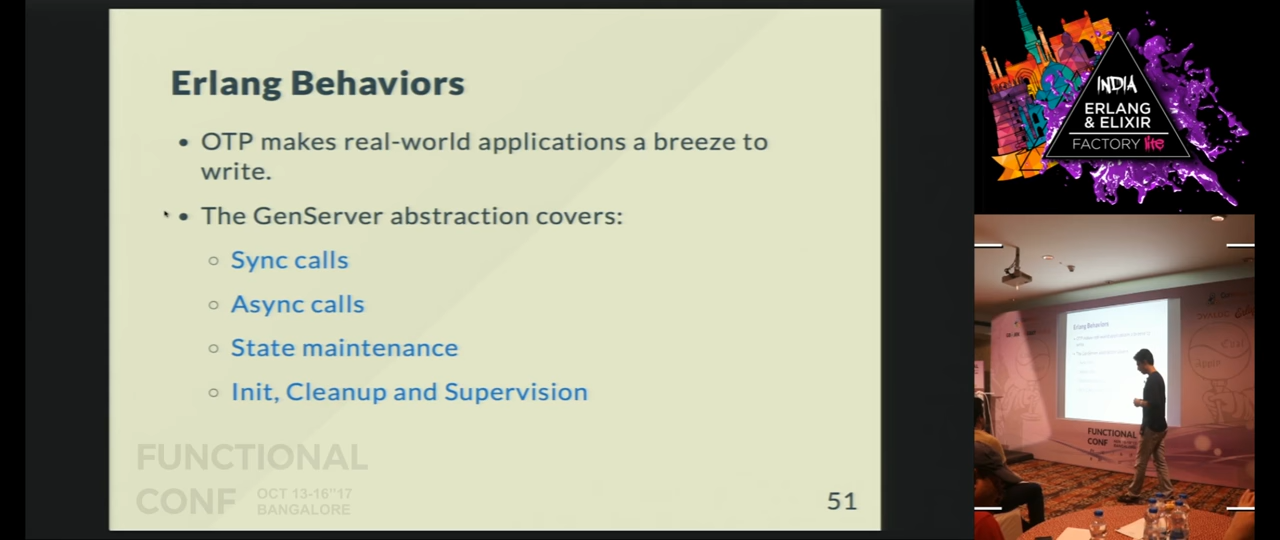 Erlang Behaviors
• OTP makes real-world applications a breeze to
write.
• The GenServer abstraction covers:
○ Sync calls
○ Async calls
○ State maintenance
○ Init, Cleanup and Supervision
FUNCTIONAL
CONF OCT 13-16"17
BANGALORE
51
INDIA
ERLANG
& ELIXIR
FACTORY lite
Erlang Behaviors
FUNCTIONAL
CONF